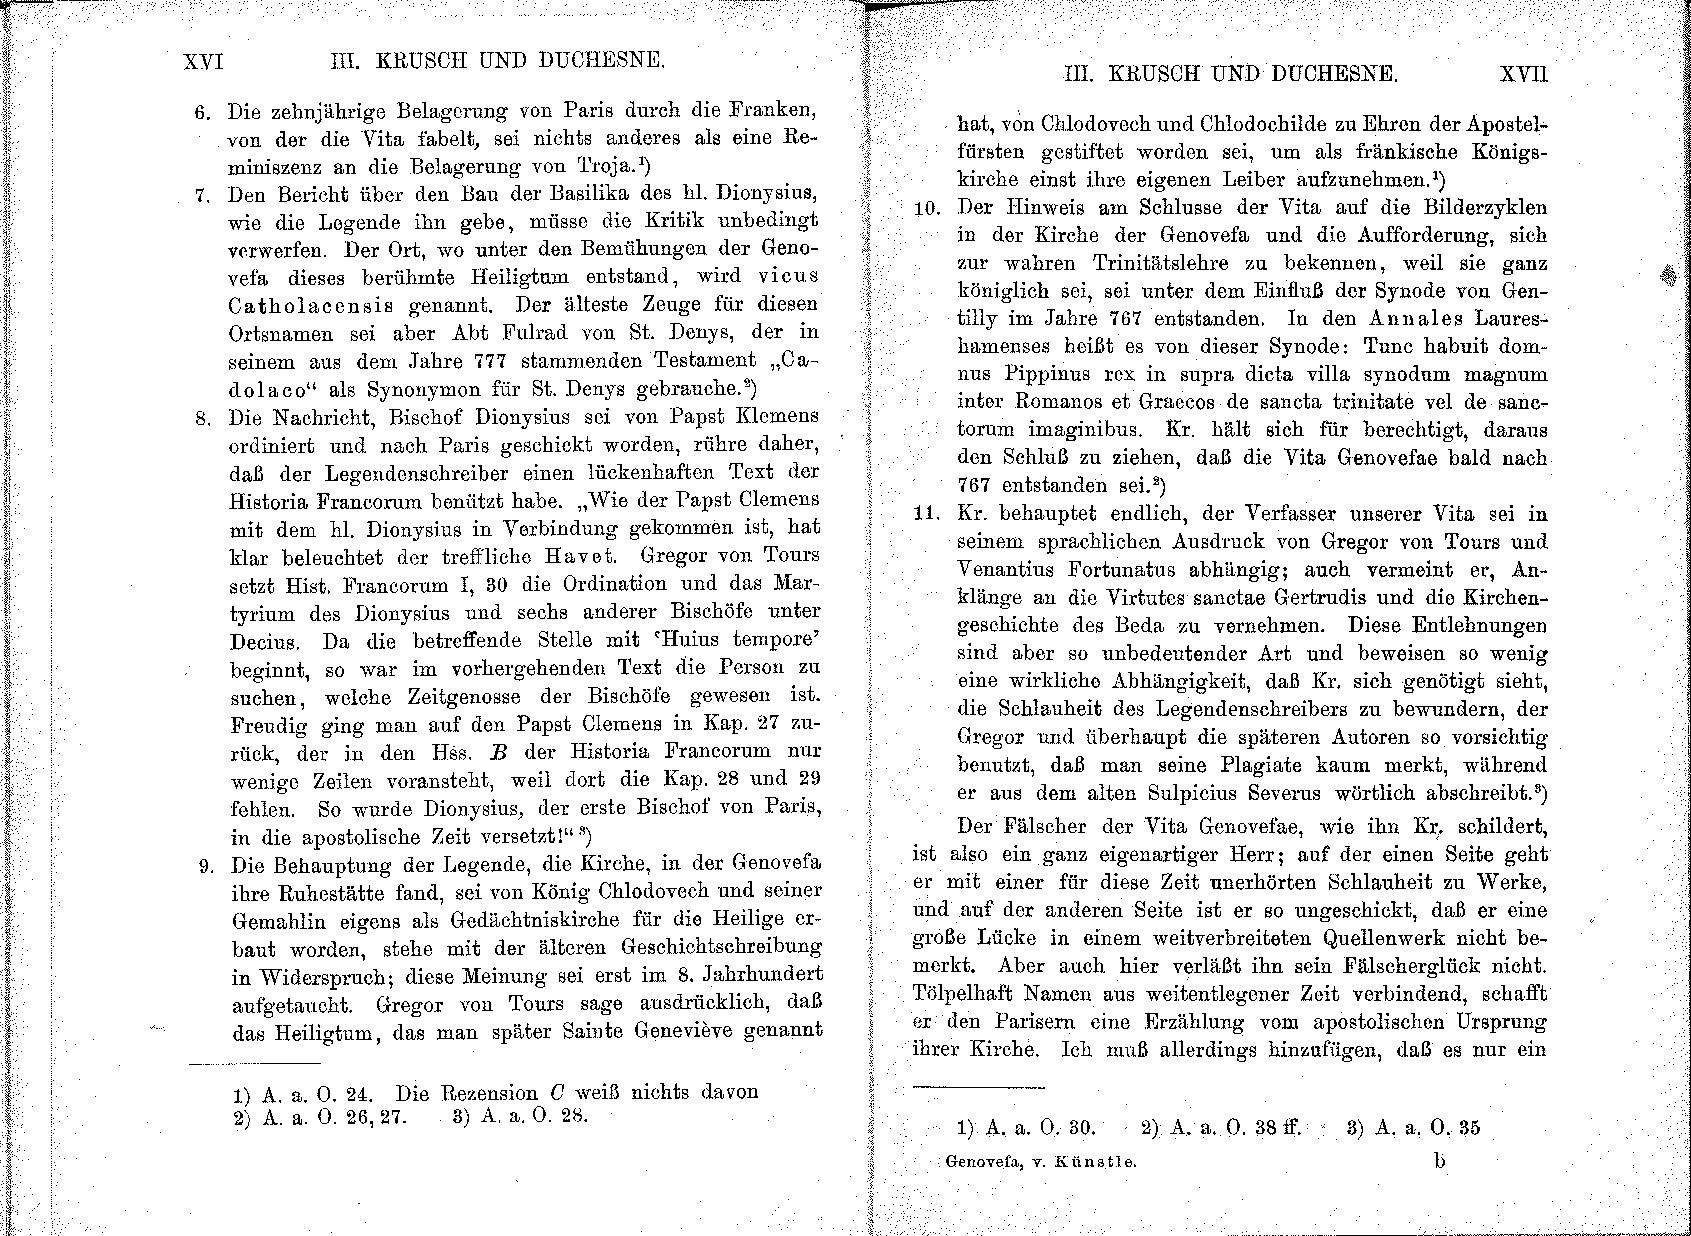 XVI III. KRUSCH UND DUCHESNE.
6. Die zehnjährige Belagerung von Paris durch die Franken,
von der die Vita fabelt, sei nichts anderes als eine Re-
miniszenz an die Belagerung von Troja.¹)
7. Den Bericht über den Bau der Basilika des hl. Dionysius,
wie die Legende ihn gebe, müsse die Kritik unbedingt
verwerfen. Der Ort, wo unter den Bemühungen der Geno-
vefa dieses berühmte Heiligtum entstand, wird vicus
Catholacensis genannt. Der älteste Zeuge für diesen
Ortsnamen sei aber Abt Fulrad von St. Denys, der in
seinem aus dem Jahre 777 stammenden Testament „Ca-
dolaco“ als Synonymon für St. Denys gebrauche.²)
8. Die Nachricht, Bischof Dionysius sei von Papst Klemens
ordiniert und nach Paris geschickt worden, rühre daher,
daß der Legendenschreiber einen lückenhaften Text der
Historia Francorum benützt habe. „Wie der Papst Clemens
mit dem hl. Dionysius in Verbindung gekommen ist, hat
klar beleuchtet der treffliche Havet. Gregor von Tours
setzt Hist. Francorum I, 30 die Ordination und das Mar-
tyrium des Dionysius und sechs anderer Bischöfe unter
Decius. Da die betreffende Stelle mit ‘Huius tempore’
beginnt, so war im vorhergehenden Text die Person zu
suchen, welche Zeitgenosse der Bischöfe gewesen ist.
Freudig ging man auf den Papst Clemens in Kap. 27 zu-
rück, der in den Hss. B der Historia Francorum nur
wenige Zeilen voransteht, weil dort die Kap. 28 und 29
fehlen. So wurde Dionysius, der erste Bischof von Paris,
in die apostolische Zeit versetzt!“³)
9. Die Behauptung der Legende, die Kirche, in der Genovefa
ihre Ruhestätte fand, sei von König Chlodovech und seiner
Gemahlin eigens als Gedächtniskirche für die Heilige er-
baut worden, stehe mit der älteren Geschichtschreibung
in Widerspruch; diese Meinung sei erst im 8. Jahrhundert
aufgetaucht. Gregor von Tours sage ausdrücklich, daß
das Heiligtum, das man später Sainte Geneviève genannt
1) A. a. O. 24. Die Rezension C weiß nichts davon
2) A. a. O. 26, 27. 3) A. a. O. 28.
III. KRUSCH UND DUCHESNE. XVII
hat, von Chlodovech und Chlodochilde zu Ehren der Apostel-
fürsten gestiftet worden sei, um als fränkische Königs-
kirche einst ihre eigenen Leiber aufzunehmen.¹)
10. Der Hinweis am Schlusse der Vita auf die Bilderzyklen
in der Kirche der Genovefa und die Aufforderung, sich
zur wahren Trinitätslehre zu bekennen, weil sie ganz
königlich sei, sei unter dem Einfluß der Synode von Gen-
tilly im Jahre 767 entstanden. In den Annales Laures-
hamenses heißt es von dieser Synode: Tunc habuit dom-
nus Pippinus rex in supra dicta villa synodum magnum
inter Romanos et Graecos de sancta trinitate vel de sanc-
torum imaginibus. Kr. hält sich für berechtigt, daraus
den Schluß zu ziehen, daß die Vita Genovefae bald nach
767 entstanden sei.²)
11. Kr. behauptet endlich, der Verfasser unserer Vita sei in
seinem sprachlichen Ausdruck von Gregor von Tours und
Venantius Fortunatus abhängig; auch vermeint er, An-
klänge an die Virtutes sanctae Gertrudis und die Kirchen-
geschichte des Beda zu vernehmen. Diese Entlehnungen
sind aber so unbedeutender Art und beweisen so wenig
eine wirkliche Abhängigkeit, daß Kr. sich genötigt sieht,
die Schlauheit des Legendenschreibers zu bewundern, der
Gregor und überhaupt die späteren Autoren so vorsichtig
benutzt, daß man seine Plagiate kaum merkt, während
er aus dem alten Sulpicius Severus wörtlich abschreibt.³)
Der Fälscher der Vita Genovefae, wie ihn Kr. schildert,
ist also ein ganz eigenartiger Herr; auf der einen Seite geht
er mit einer für diese Zeit unerhörten Schlauheit zu Werke,
und auf der anderen Seite ist er so ungeschickt, daß er eine
große Lücke in einem weitverbreiteten Quellenwerk nicht be-
merkt. Aber auch hier verläßt ihn sein Fälscherglück nicht.
Tölpelhaft Namen aus weitentlegener Zeit verbindend, schafft
er den Parisern eine Erzählung vom apostolischen Ursprung
ihrer Kirche. Ich muß allerdings hinzufügen, daß es nur ein
1) A. a. O. 30. 2) A. a. O. 38 ff. 3) A. a. O. 35
Genovefa, v. Künstle. b